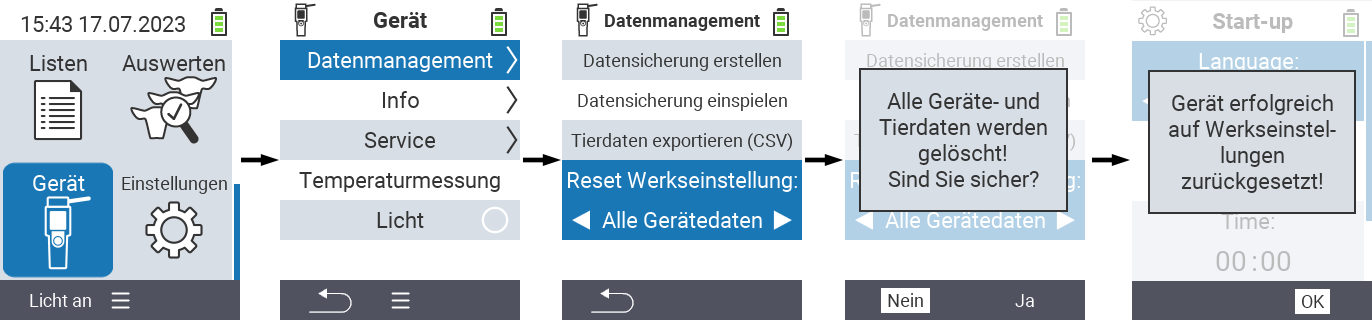 15:43 17.07.2023
Listen
Auswerten
Gerät
Einstellungen
Licht an
Gerät
Datenmanagement
Info
Service
Temperaturmessung
Licht
Datenmanagement
Datensicherung erstellen
Datensicherung einspielen
Tierdaten exportieren (CSV)
Reset Werkseinstellung:
Alle Gerätedaten
Datenmanagement
Datensicherung erstellen
Alle Geräte- und
Tierdaten werden
gelöscht!
Sind Sie sicher?
Alle Gerätedaten
Nein
Ja
Start-up
Language:
Gerät erfolgreich
auf Werkseinstel-
lungen
zurückgesetzt!
Time:
00:00
OK